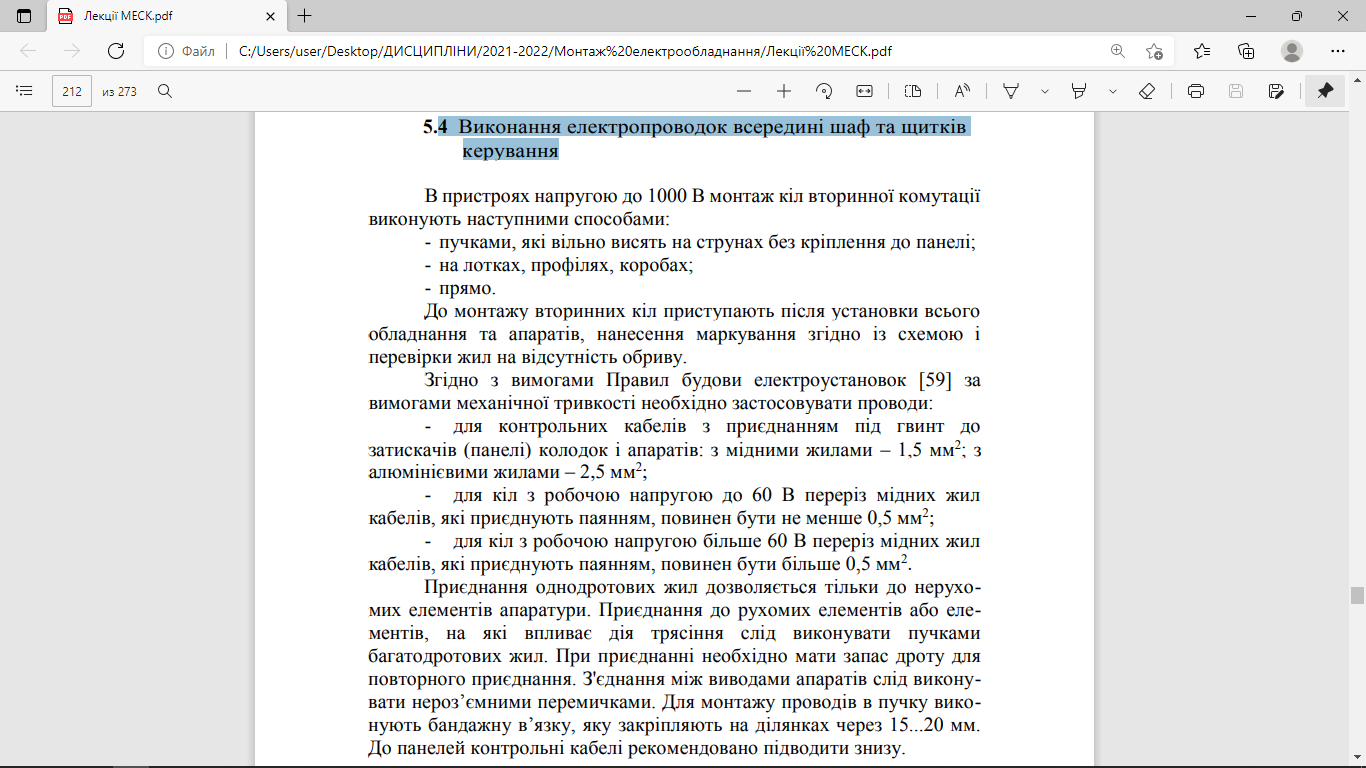 Лекції МЕСК.pdf
Файл
C:/Users/user/Desktop/ДИСЦИПЛІНИ/2021-2022/Монтаж%20електрообладнання/Лекції%20МЕСК.pdf
212 из 273
5.4 Виконання електропроводок всередині шаф та щитків
керування
В пристроях напругою до 1000 В монтаж кіл вторинної комутації
виконують наступними способами:
- пучками, які вільно висять на струнах без кріплення до панелі;
- на лотках, профілях, коробах;
- прямо.
До монтажу вторинних кіл приступають після установки всього
обладнання та апаратів, нанесення маркування згідно із схемою і
перевірки жил на відсутність обриву.
Згідно з вимогами Правил будови електроустановок [59] за
вимогами механічної тривкості необхідно застосовувати проводи:
- для контрольних кабелів з приєднанням під гвинт до
затискачів (панелі) колодок і апаратів: з мідними жилами – 1,5 мм²; з
алюмінієвими жилами – 2,5 мм²;
- для кіл з робочою напругою до 60 В переріз мідних жил
кабелів, які приєднують паянням, повинен бути не менше 0,5 мм²;
- для кіл з робочою напругою більше 60 В переріз мідних жил
кабелів, які приєднують паянням, повинен бути більше 0,5 мм².
Приєднання однодротових жил дозволяється тільки до нерухо-
мих елементів апаратури. Приєднання до рухомих елементів або еле-
ментів, на які впливає дія трясіння слід виконувати пучками
багатодротових жил. При приєднанні необхідно мати запас дроту для
повторного приєднання. З'єднання між виводами апаратів слід викону-
вати нероз’ємними перемичками. Для монтажу проводів в пучку вико-
нують бандажну в’язку, яку закріпляють на ділянках через 15...20 мм.
До панелей контрольні кабелі рекомендовано підводити знизу.